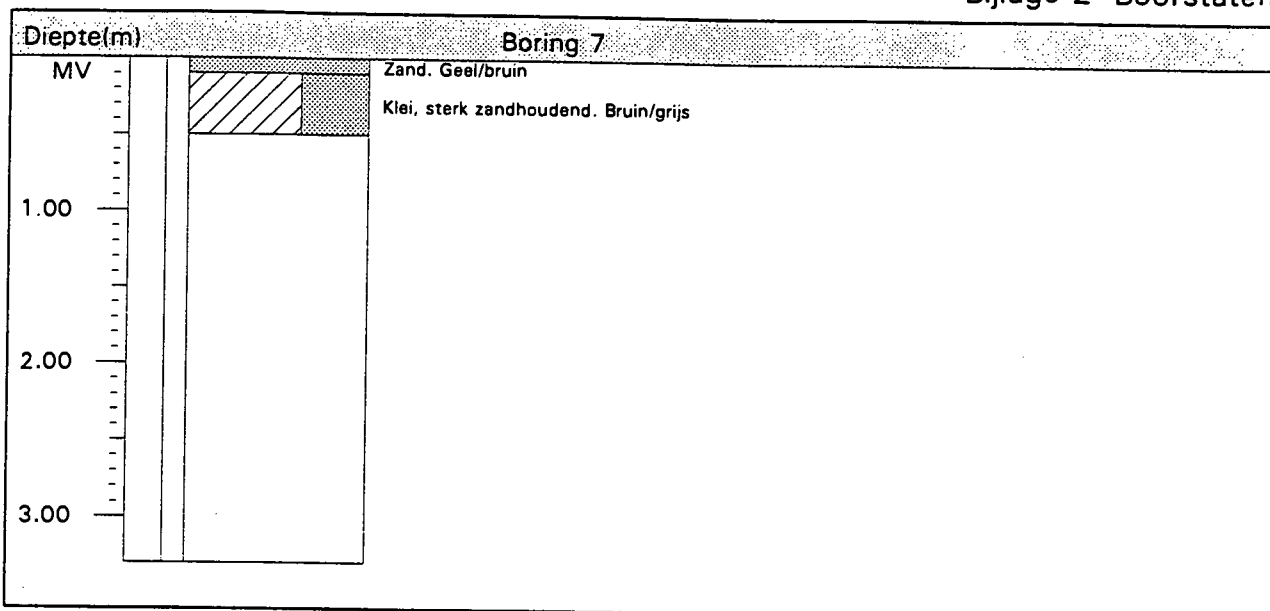 Bijlage 2 Boorstaten
Diepte(m)
Boring 7
MV
Zand. Geel/bruin
Klei, sterk zandhoudend. Bruin/grijs
1.00
2.00
3.00